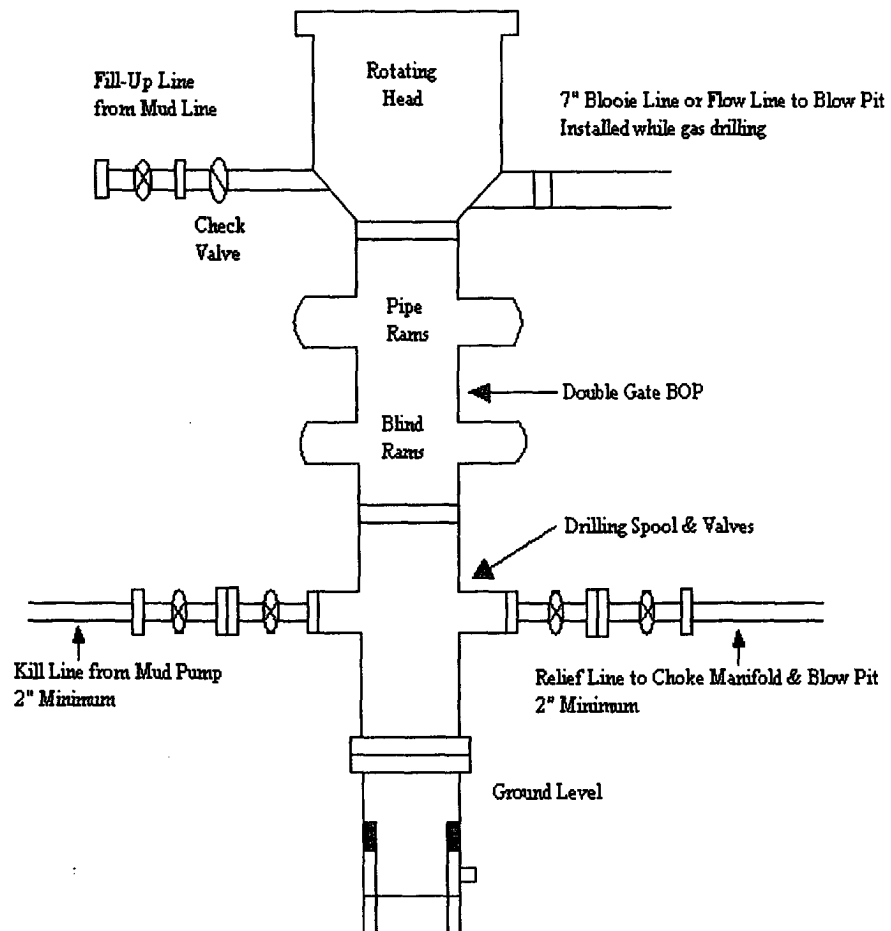 Rotating
Head
Fill-Up Line
from Mud Line
7" Blooie Line or Flow Line to Blow Pit
Installed while gas drilling
Check
Valve
Pipe
Rams
Double Gate BOP
Blind
Rams
Drilling Spool & Valves
Kill Line from Mud Pump
2" Minimum
Relief Line to Choke Manifold & Blow Pit
2" Minimum
Ground Level